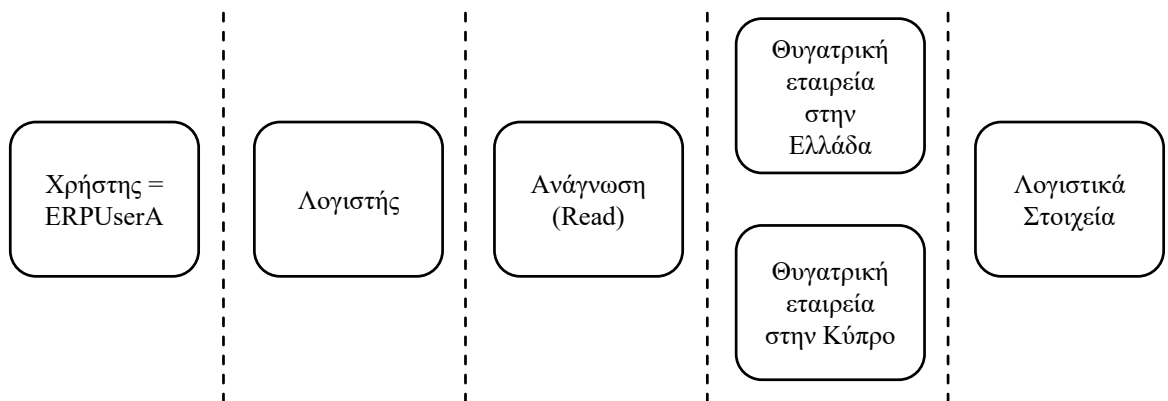 Χρήστης =
ERPUserA
Λογιστής
Ανάγνωση
(Read)
Θυγατρική
εταιρεία
στην
Ελλάδα
Θυγατρική
εταιρεία
στην Κύπρο
Λογιστικά
Στοιχεία